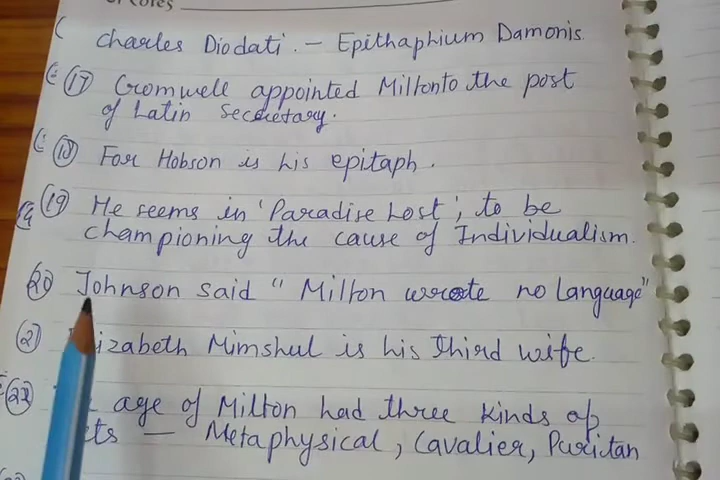 Charles Diodati. – Epithaphium Damonis.
(17) Cromwell appointed Milton to the post
of Latin Secretary.
(18) For Hobson is his epitaph.
(19) He seems in 'Paradise Lost', to be
championing the cause of Individualism.
(20) Johnson said "Milton wrote no language"
(21) izabeth Mimshul is his third wife.
(22) age of Milton had three kinds of
ts — Metaphysical, Cavalier, Puritan